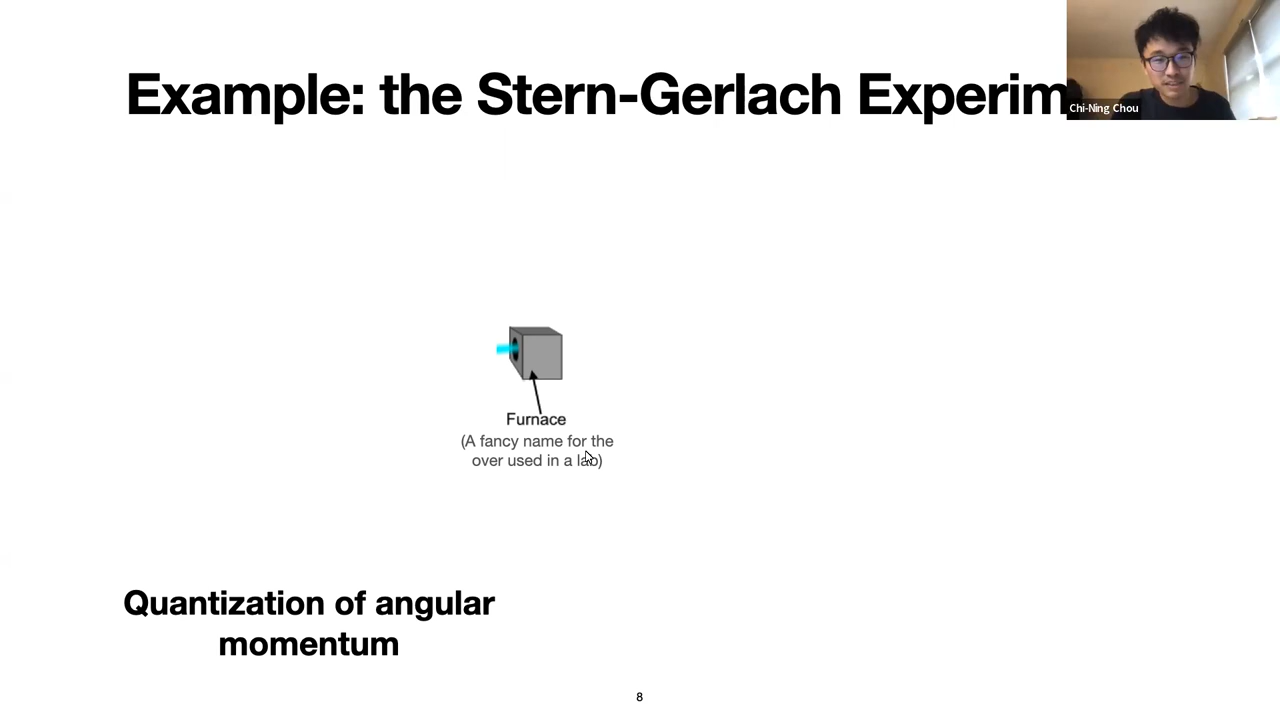 Example: the Stern-Gerlach Experim
Chi-Ning Chou
Furnace
(A fancy name for the
over used in a lab)
Quantization of angular
momentum
8